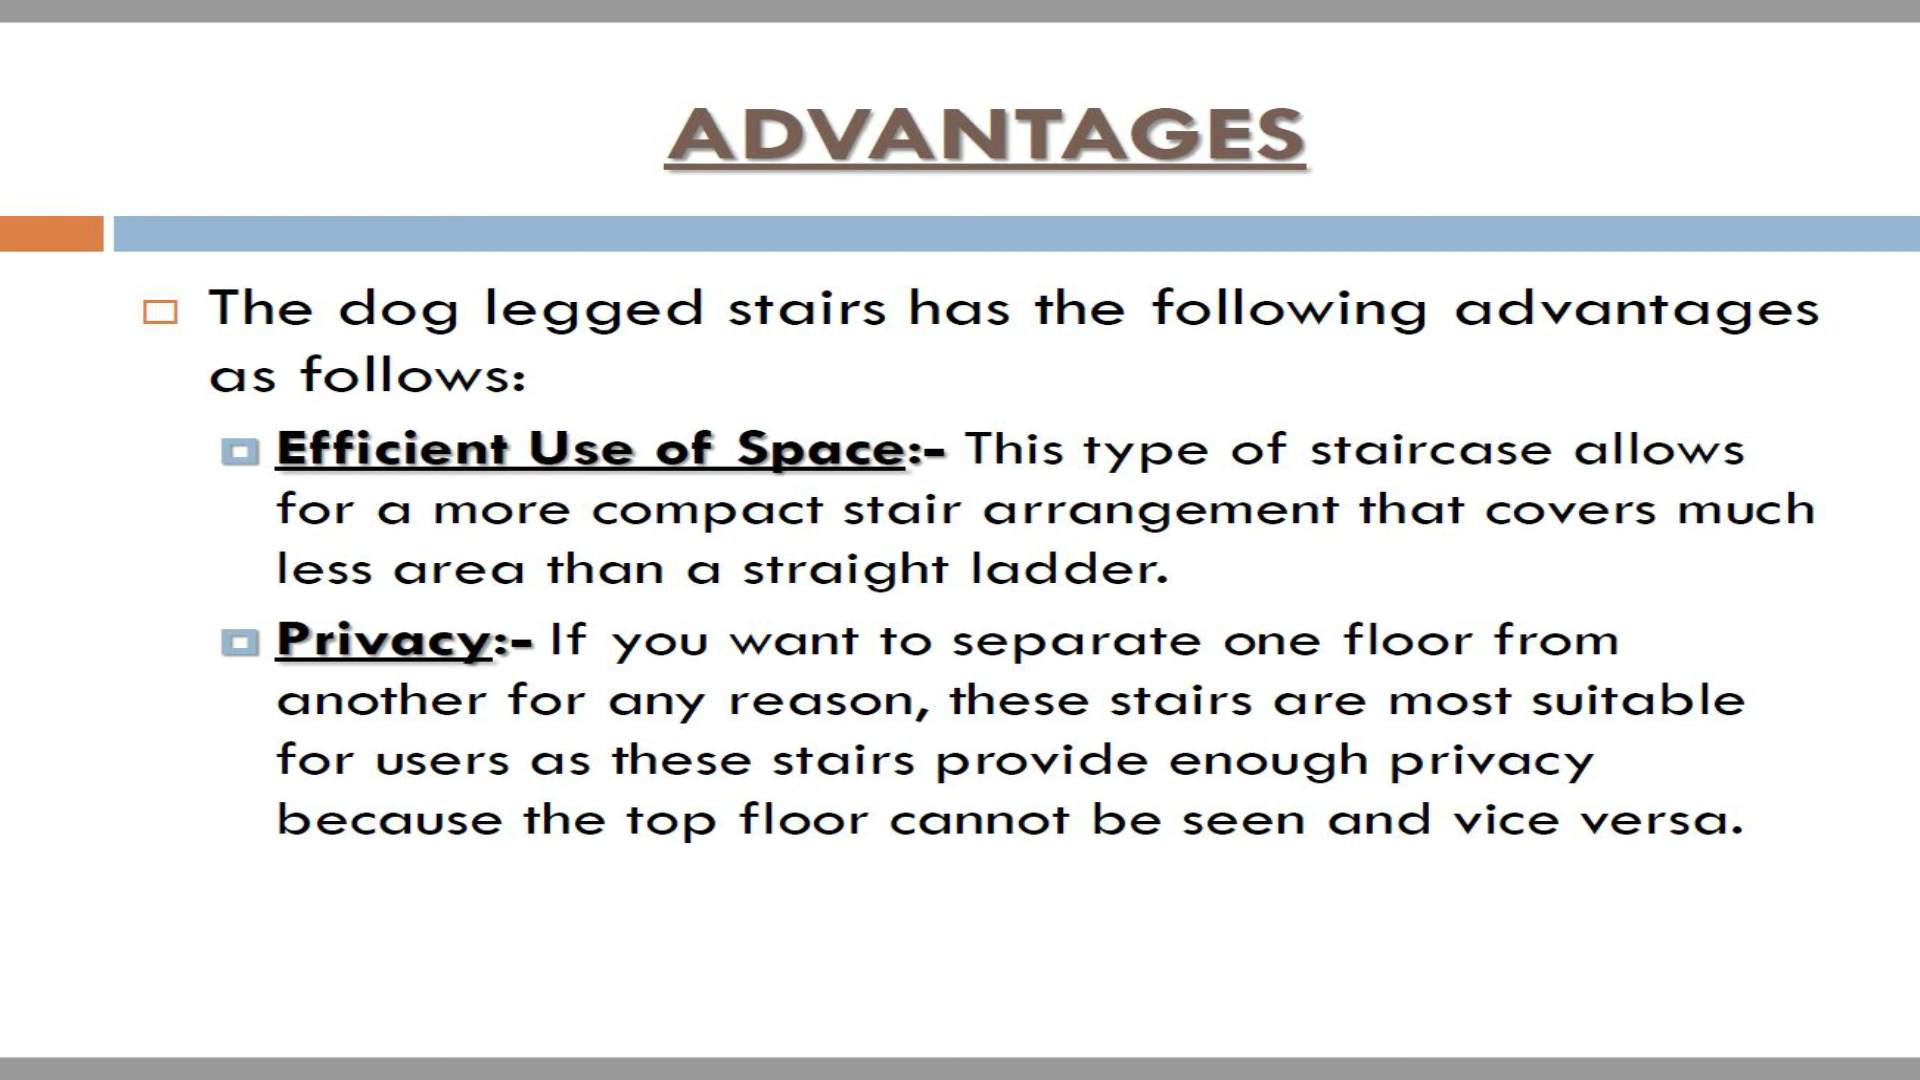 ADVANTAGES
The dog legged stairs has the following advantages
as follows:
Efficient Use of Space:- This type of staircase allows
for a more compact stair arrangement that covers much
less area than a straight ladder.
Privacy:- If you want to separate one floor from
another for any reason, these stairs are most suitable
for users as these stairs provide enough privacy
because the top floor cannot be seen and vice versa.